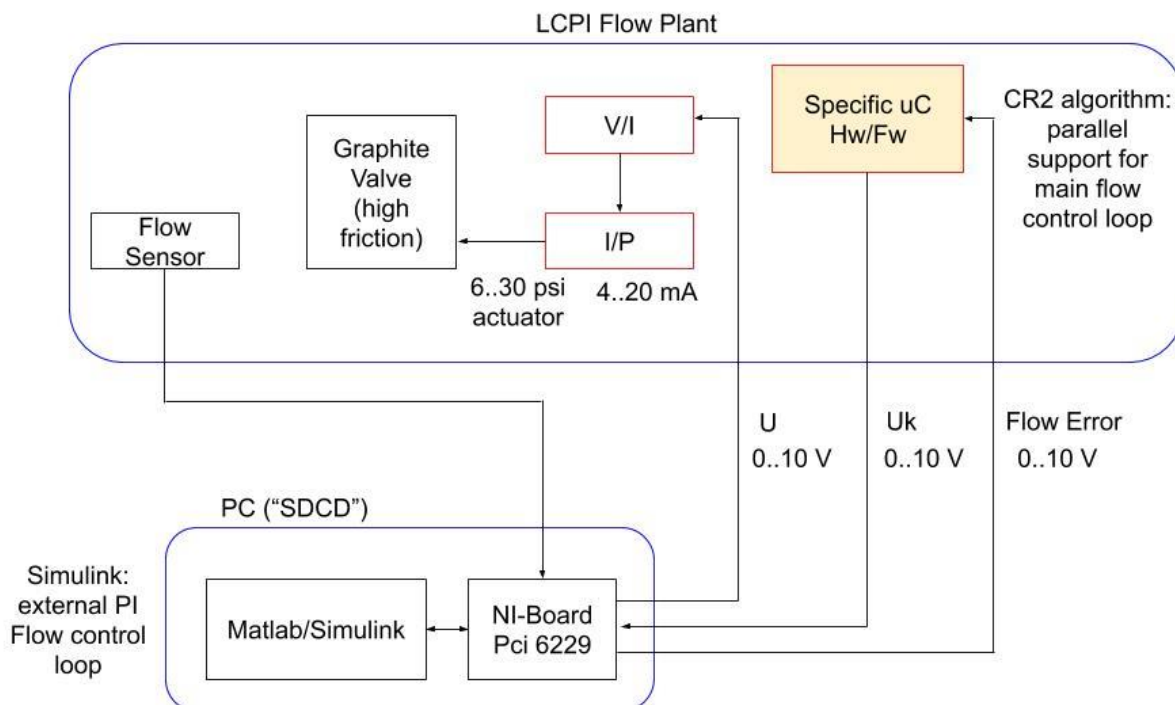 LCPI Flow Plant
Specific uC
Hw/Fw
CR2 algorithm:
parallel
support for
main flow
control loop
V/I
Graphite
Valve
(high
friction)
Flow
Sensor
I/P
6..30 psi
actuator
4..20 mA
U
0..10 V
Uk
0..10 V
Flow Error
0..10 V
PC (“SDCD”)
Simulink:
external PI
Flow control
loop
Matlab/Simulink
NI-Board
Pci 6229